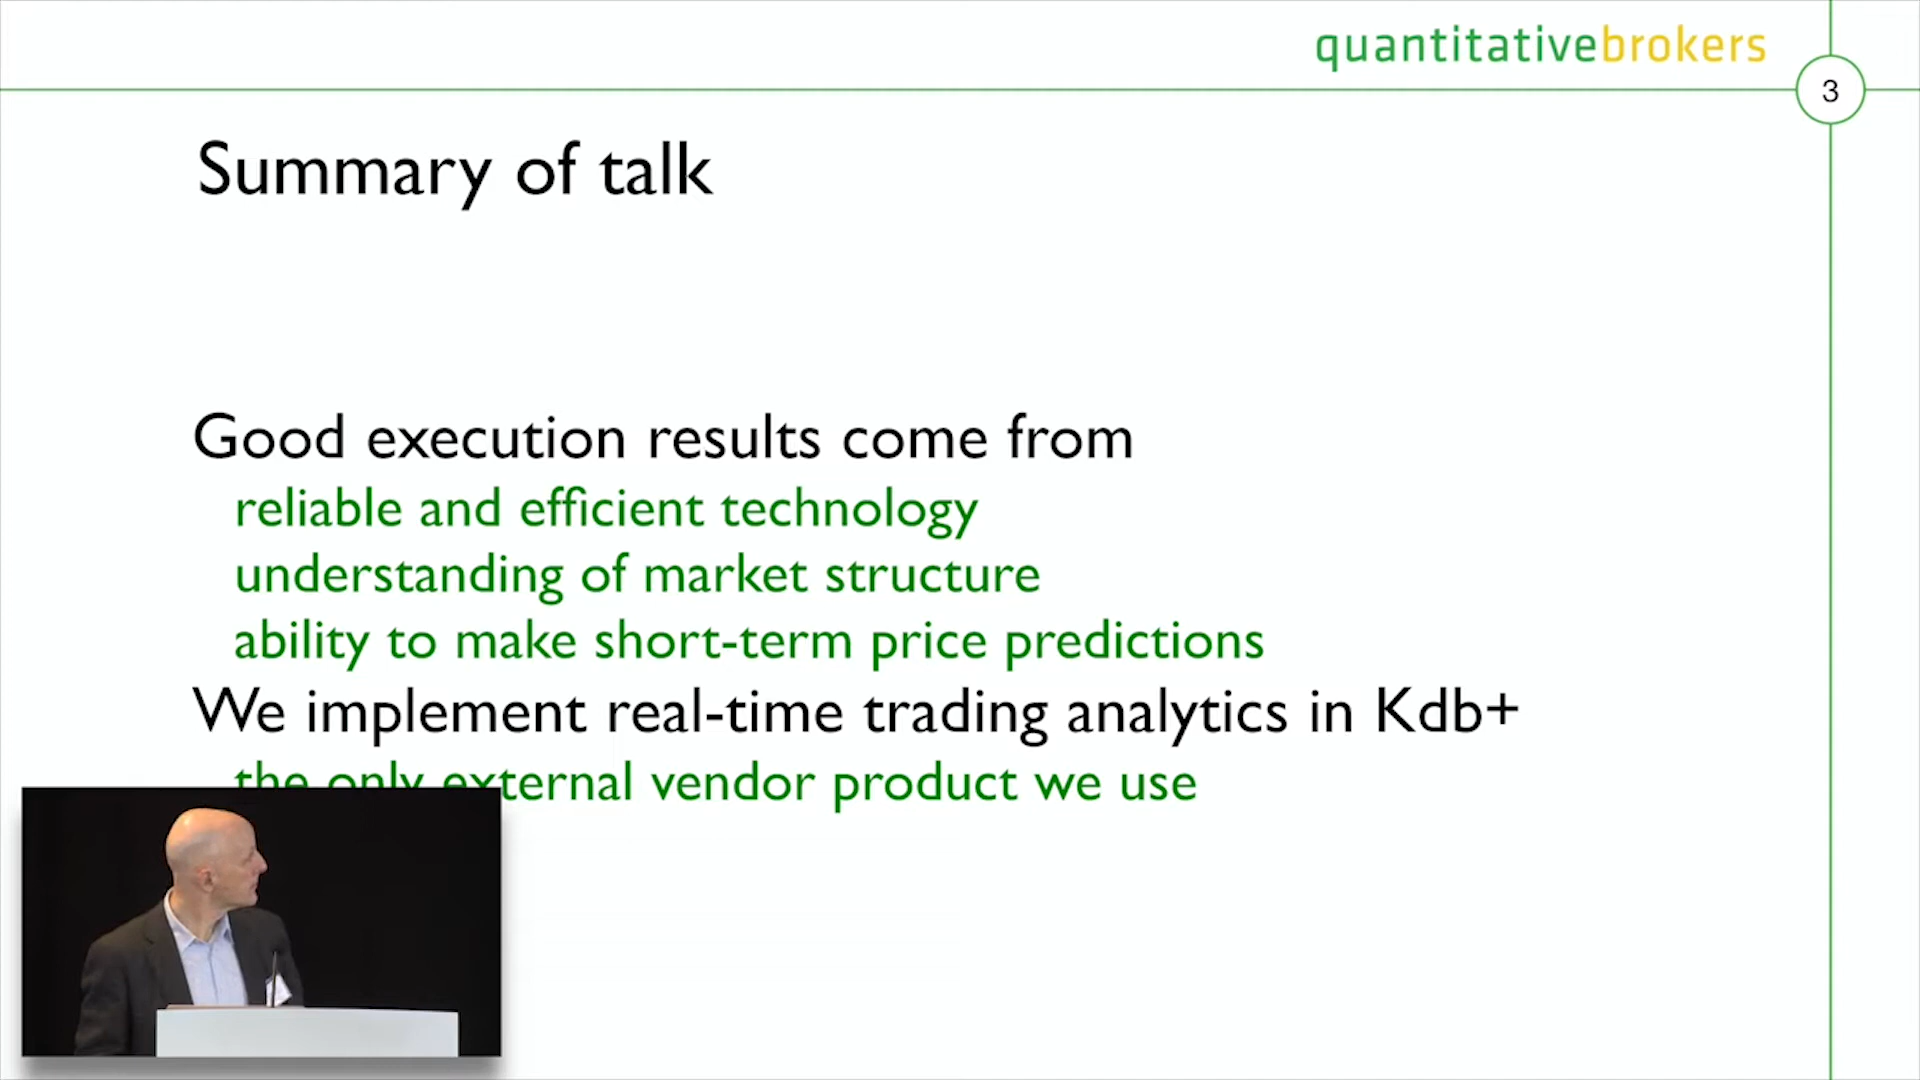 quantitativebrokers
3
Summary of talk
Good execution results come from
reliable and efficient technology
understanding of market structure
ability to make short-term price predictions
We implement real-time trading analytics in Kdb+
the only external vendor product we use